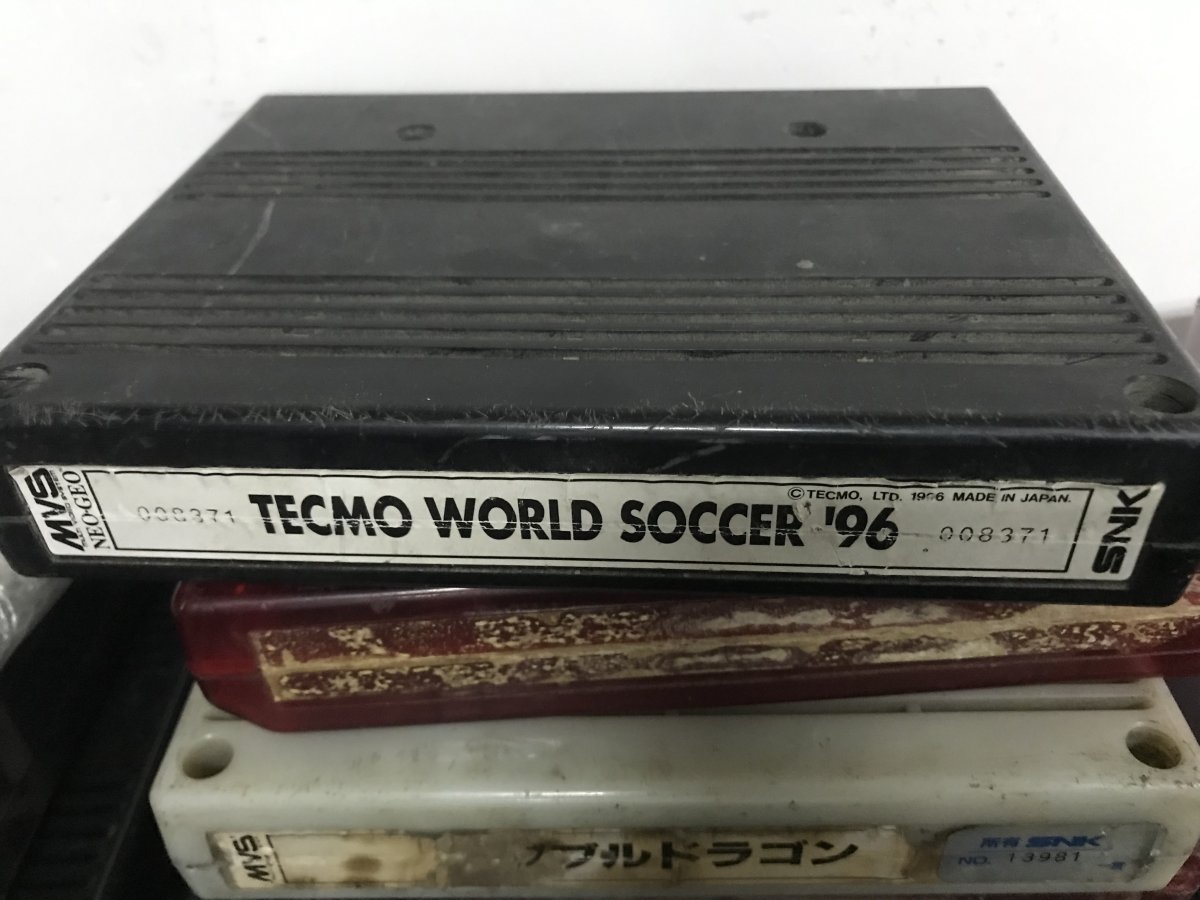 MVS
NEO·GEO
008371 TECMO WORLD SOCCER '96 008371
©TECMO, LTD. 1996 MADE IN JAPAN.
SNK
MVS
ブルドラゴン
所有 SNK
NO. 13981